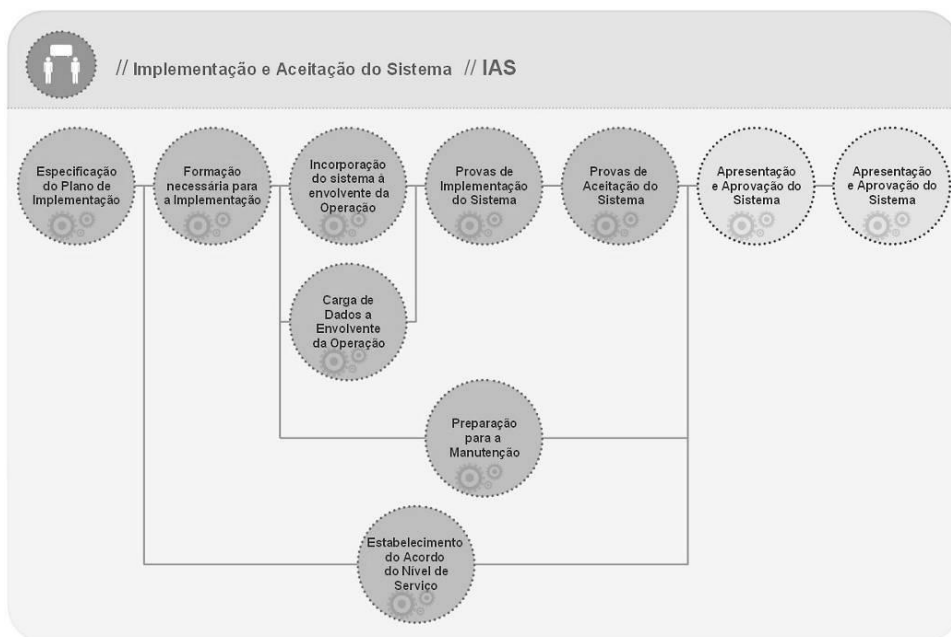 // Implementação e Aceitação do Sistema // IAS
Especificação
do Plano de
Implementação
Formação
necessária para
a Implementação
Incorporação
do sistema à
envolvente da
Operação
Provas de
Implementação
do Sistema
Provas de
Aceitação do
Sistema
Apresentação
e Aprovação do
Sistema
Apresentação
e Aprovação do
Sistema
Carga de
Dados a
Envolvente
da Operação
Preparação
para a
Manutenção
Estabelecimento
do Acordo
do Nível de
Serviço